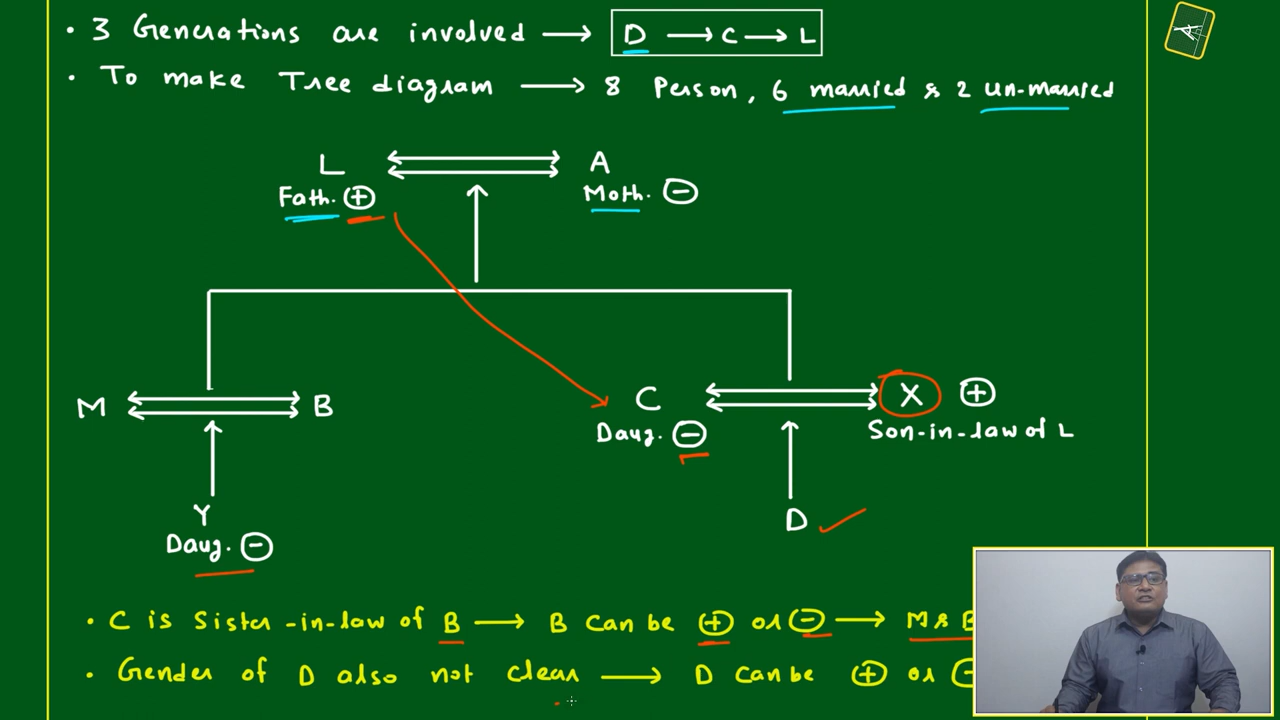 • 3 Generations are involved → D → C → L
• To make Tree diagram → 8 Person, 6 married & 2 un-married
L A
Fath. + Moth. −
M B C X +
Daug. − Son-in-law of L
Y D
Daug. −
• C is Sister-in-law of B → B can be + or − → M &
• Gender of D also not clear → D can be + or